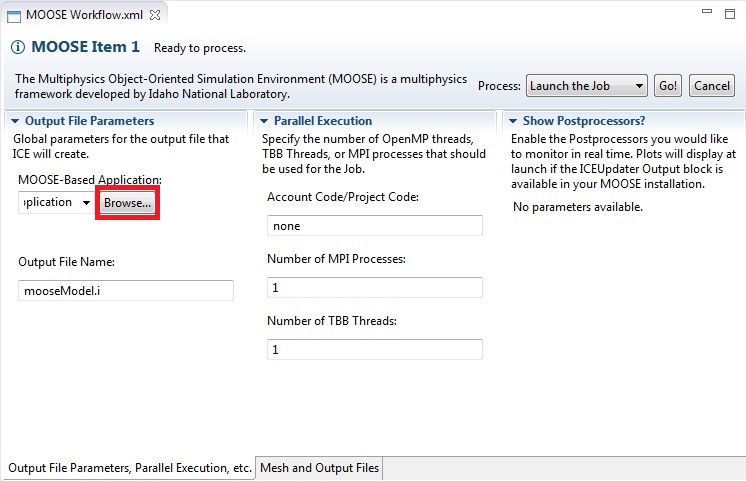 MOOSE Workflow.xml
MOOSE Item 1 Ready to process.
The Multiphysics Object-Oriented Simulation Environment (MOOSE) is a multiphysics
framework developed by Idaho National Laboratory.
Process: Launch the Job Go! Cancel
Output File Parameters
Global parameters for the output file that
ICE will create.
MOOSE-Based Application:
plication Browse...
Output File Name:
mooseModel.i
Parallel Execution
Specify the number of OpenMP threads,
TBB Threads, or MPI processes that should
be used for the Job.
Account Code/Project Code:
none
Number of MPI Processes:
1
Number of TBB Threads:
1
Show Postprocessors?
Enable the Postprocessors you would like
to monitor in real time. Plots will display at
launch if the ICEUpdater Output block is
available in your MOOSE installation.
No parameters available.
Output File Parameters, Parallel Execution, etc. Mesh and Output Files